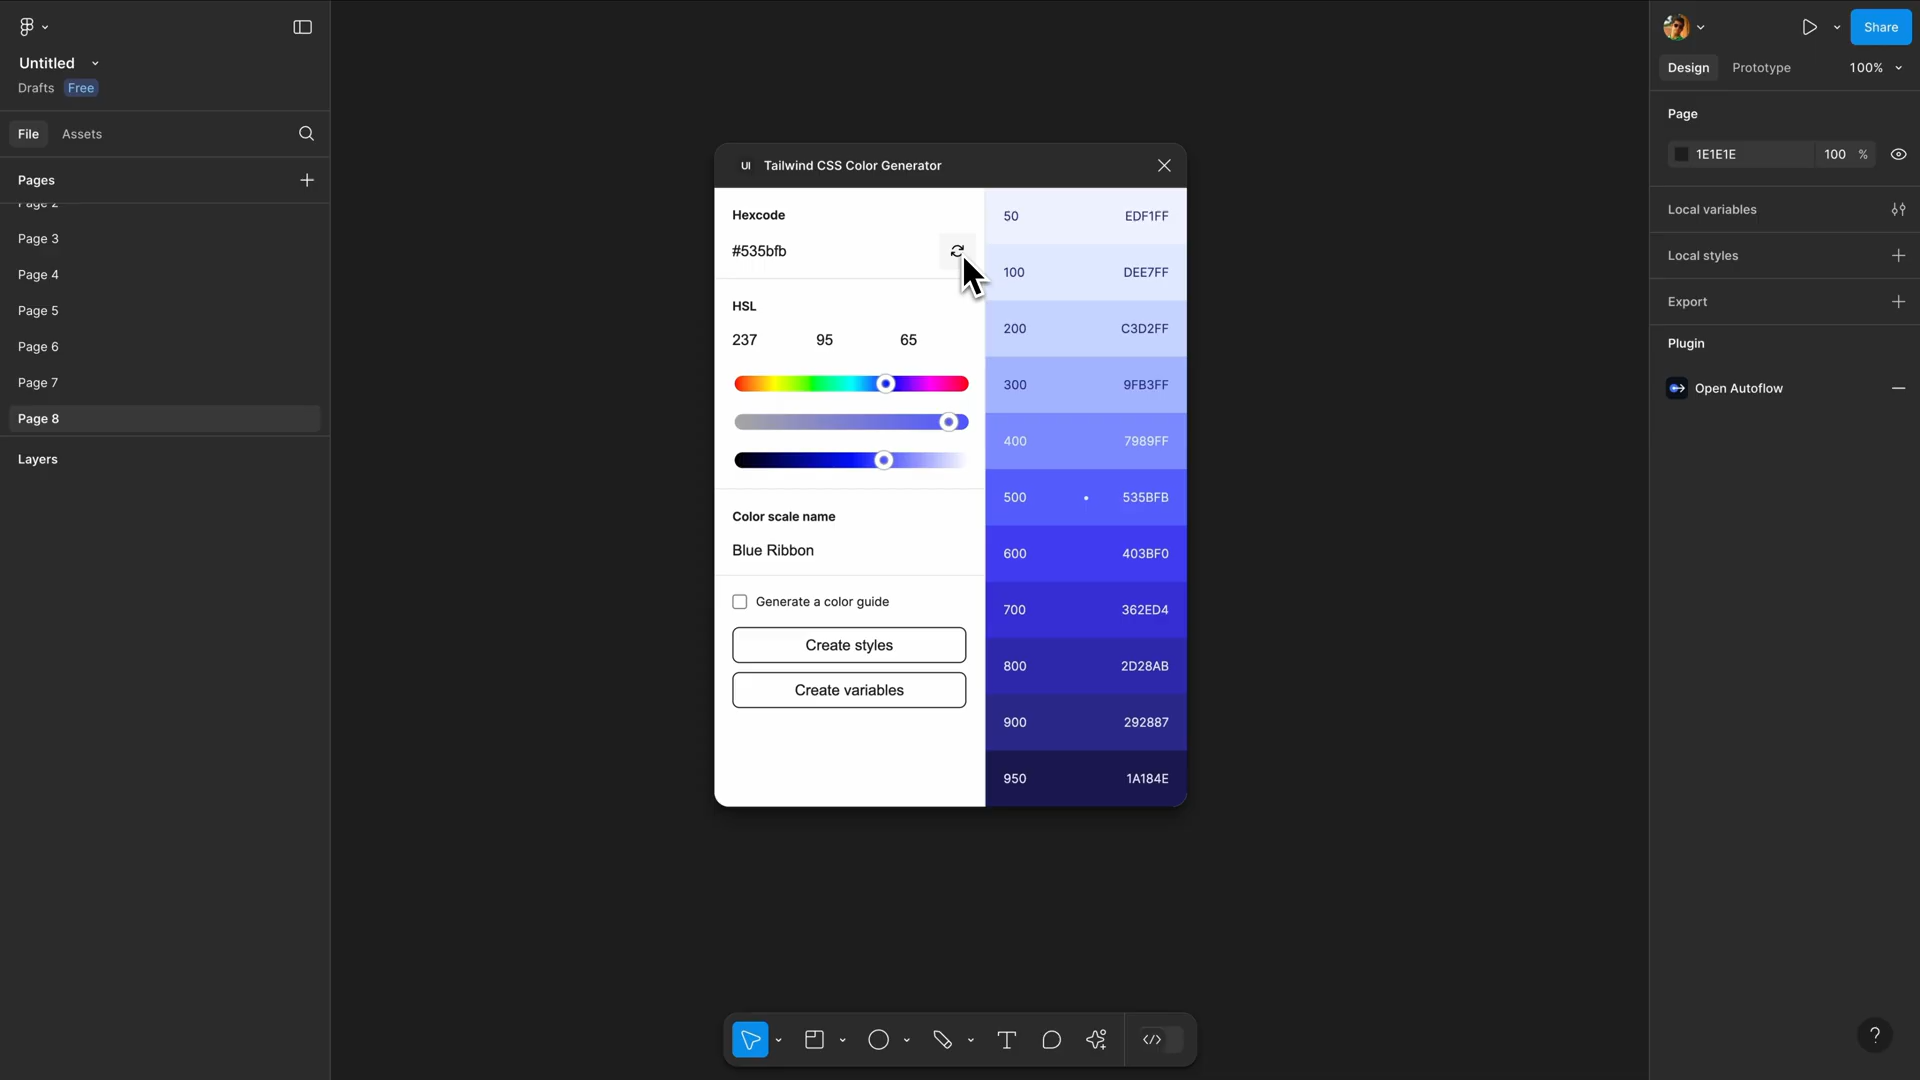 Untitled
Drafts Free
File Assets
Pages
Page 2
Page 3
Page 4
Page 5
Page 6
Page 7
Page 8
Layers
UI Tailwind CSS Color Generator
Hexcode
#535bfb
HSL
237 95 65
Color scale name
Blue Ribbon
Generate a color guide
Create styles
Create variables
50 EDF1FF
100 DEE7FF
200 C3D2FF
300 9FB3FF
400 7989FF
500 • 535BFB
600 403BF0
700 362ED4
800 2D28AB
900 292887
950 1A184E
Share
Design Prototype 100%
Page
1E1E1E 100 %
Local variables
Local styles
Export
Plugin
Open Autoflow
T
</>
?